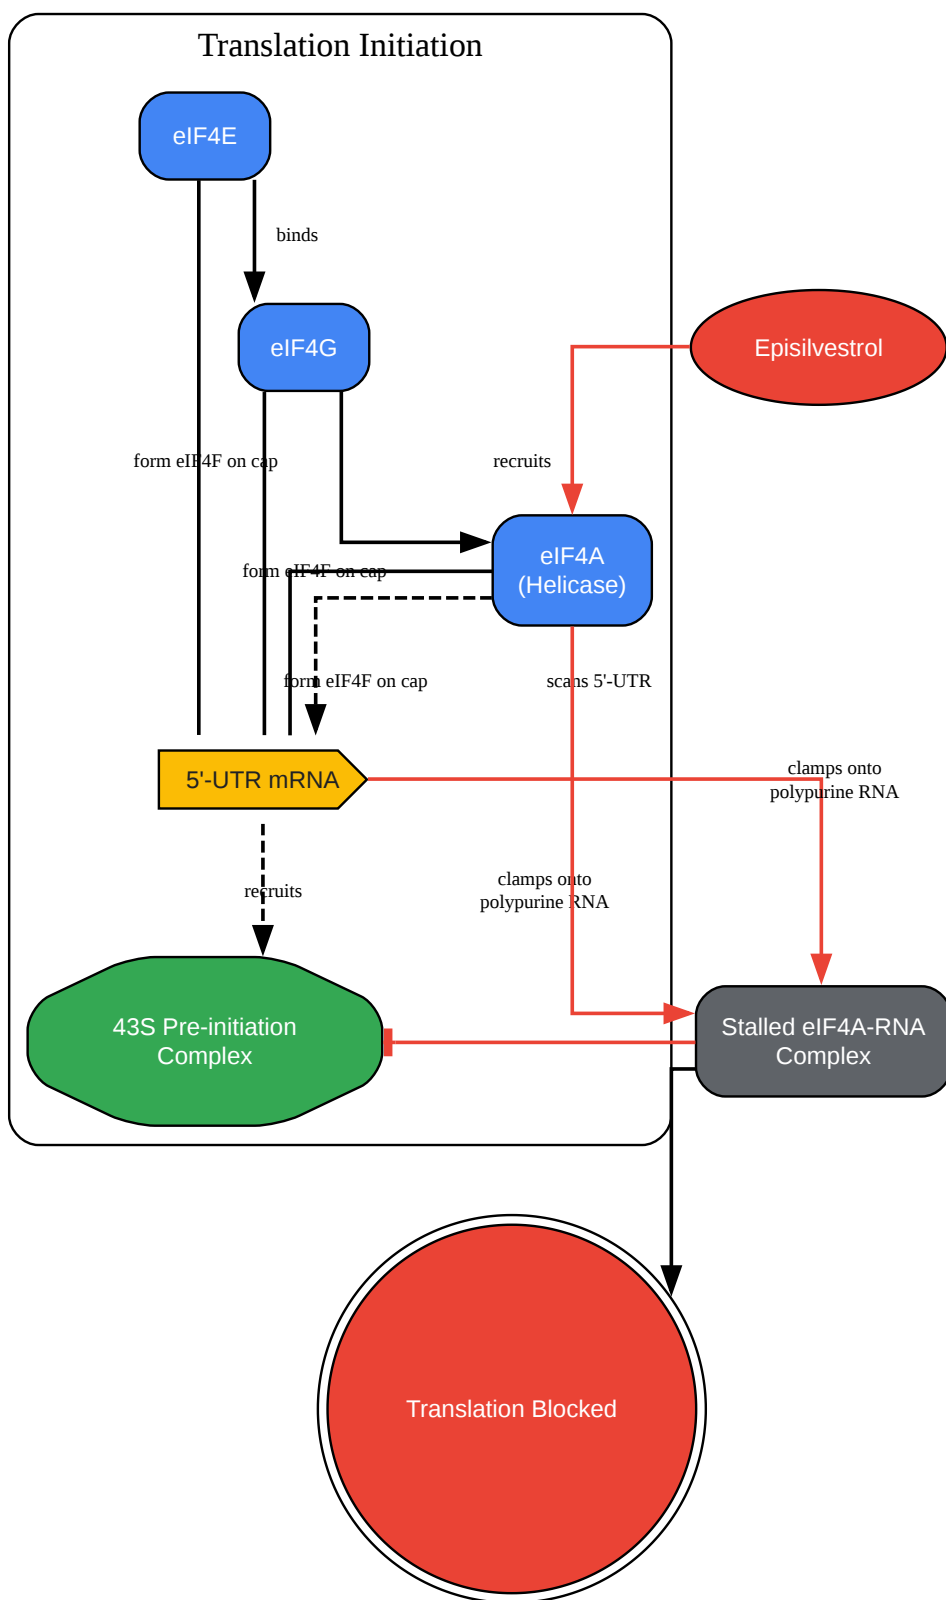 Translation Initiation
eIF4E
binds
eIF4G
Episilvestrol
form eIF4F on cap
recruits
eIF4A
(Helicase)
form eIF4F on cap
form eIF4F on cap
scans 5'-UTR
5'-UTR mRNA
clamps onto
polypurine RNA
clamps onto
polypurine RNA
recruits
43S Pre-initiation
Complex
Stalled eIF4A-RNA
Complex
Translation Blocked